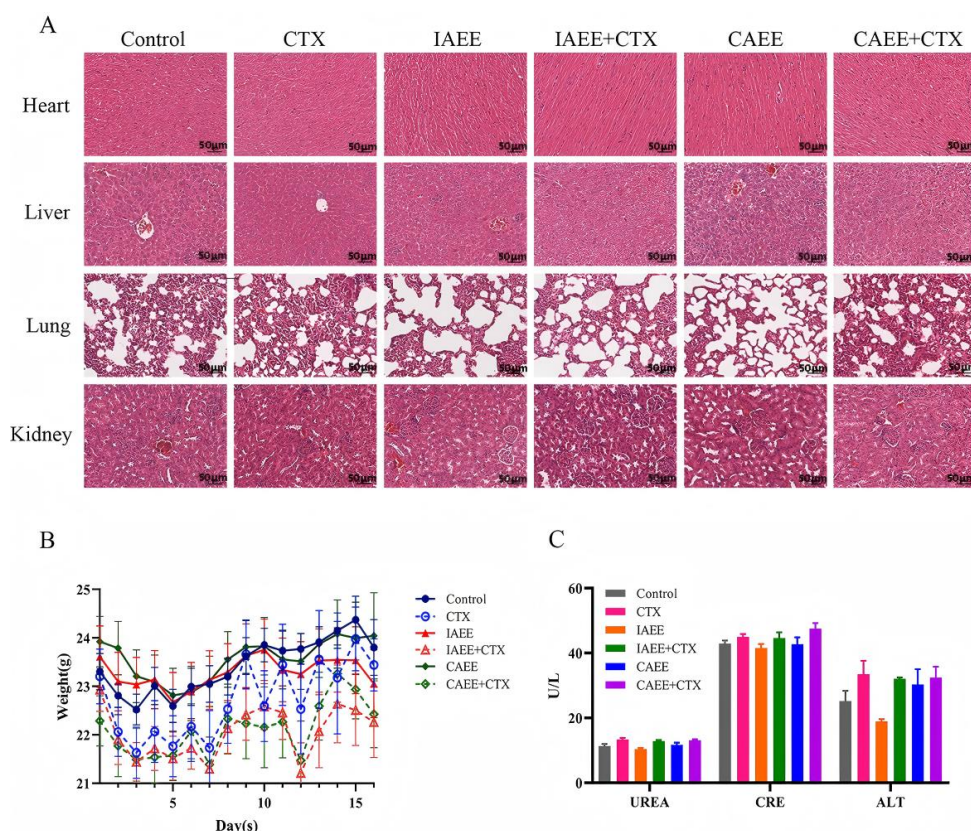 A
Control CTX IAEE IAEE+CTX CAEE CAEE+CTX
Heart
50μm 50μm 50μm 50μm 50μm 50μm
Liver
50μm 50μm 50μm 50μm 50μm 50μm
Lung
50μm 50μm 50μm 50μm 50μm 50μm
Kidney
50μm 50μm 50μm 50μm 50μm 50μm
B
Weight(g)
25
24
23
22
21
5 10 15
Day(s)
Control
CTX
IAEE
IAEE+CTX
CAEE
CAEE+CTX
C
U/L
60
40
20
0
Control
CTX
IAEE
IAEE+CTX
CAEE
CAEE+CTX
UREA CRE ALT